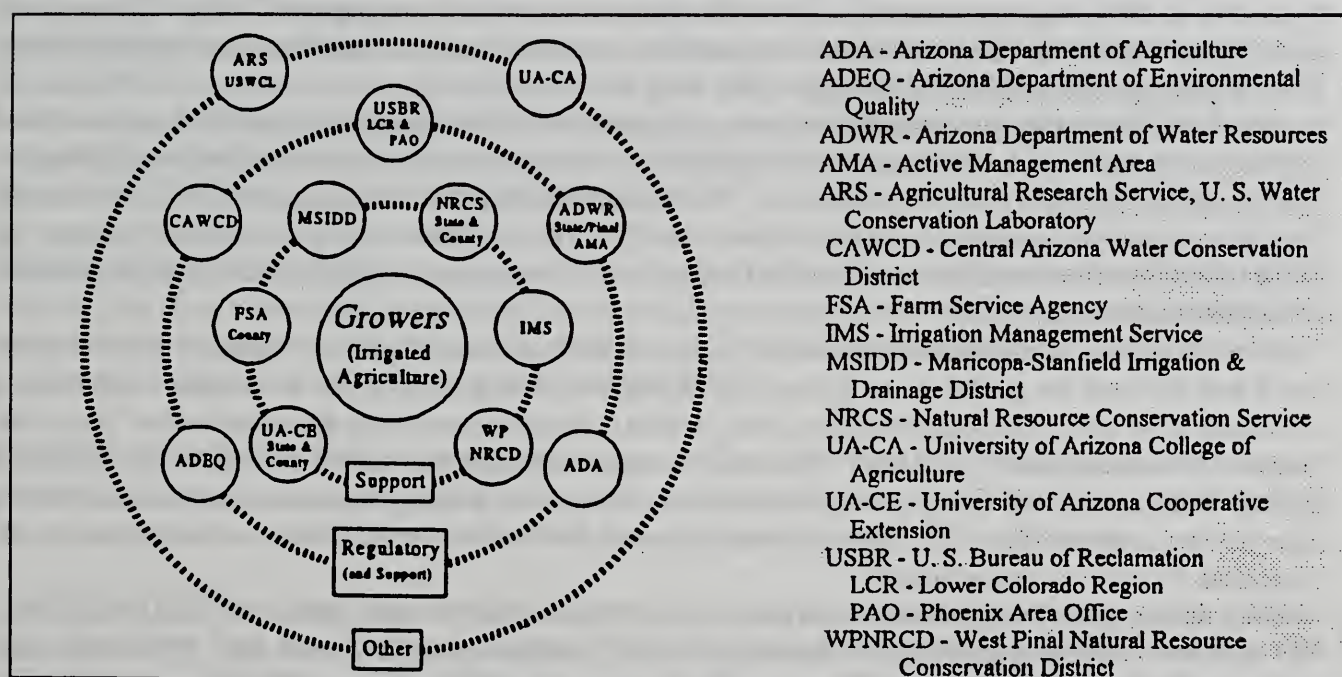 ARS
USWCL
UA-CA
USBR
LCR &
PAO
CAWCD
MSIDD
NRCS
State &
County
ADWR
State/Pinal
AMA
FSA
County
Growers
(Irrigated
Agriculture)
IMS
ADEQ
UA-CE
State &
County
Support
WP
NRCD
ADA
Regulatory
(and Support)
Other
ADA - Arizona Department of Agriculture
ADEQ - Arizona Department of Environmental
Quality
ADWR - Arizona Department of Water Resources
AMA - Active Management Area
ARS - Agricultural Research Service, U. S. Water
Conservation Laboratory
CAWCD - Central Arizona Water Conservation
District
FSA - Farm Service Agency
IMS - Irrigation Management Service
MSIDD - Maricopa-Stanfield Irrigation &
Drainage District
NRCS - Natural Resource Conservation Service
UA-CA - University of Arizona College of
Agriculture
UA-CE - University of Arizona Cooperative
Extension
USBR - U. S. Bureau of Reclamation
LCR - Lower Colorado Region
PAO - Phoenix Area Office
WPNRCD - West Pinal Natural Resource
Conservation District